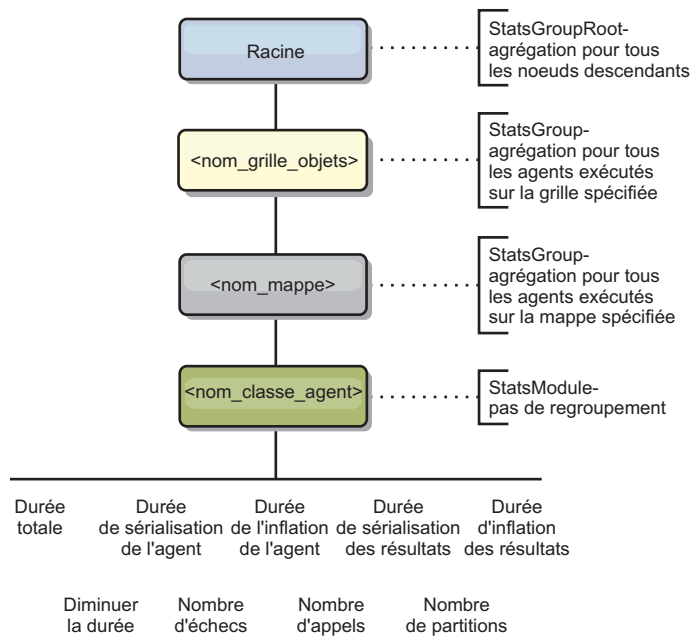 Racine
StatsGroupRoot-
agrégation pour tous
les noeuds descendants
<nom_grille_objets>
StatsGroup-
agrégation pour tous
les agents exécutés
sur la grille spécifiée
<nom_mappe>
StatsGroup-
agrégation pour tous
les agents exécutés
sur la mappe spécifiée
<nom_classe_agent>
StatsModule-
pas de regroupement
Durée
totale
Durée
de sérialisation
de l'agent
Durée
de l'inflation
de l'agent
Durée
de sérialisation
des résultats
Durée
d'inflation
des résultats
Diminuer
la durée
Nombre
d'échecs
Nombre
d'appels
Nombre
de partitions